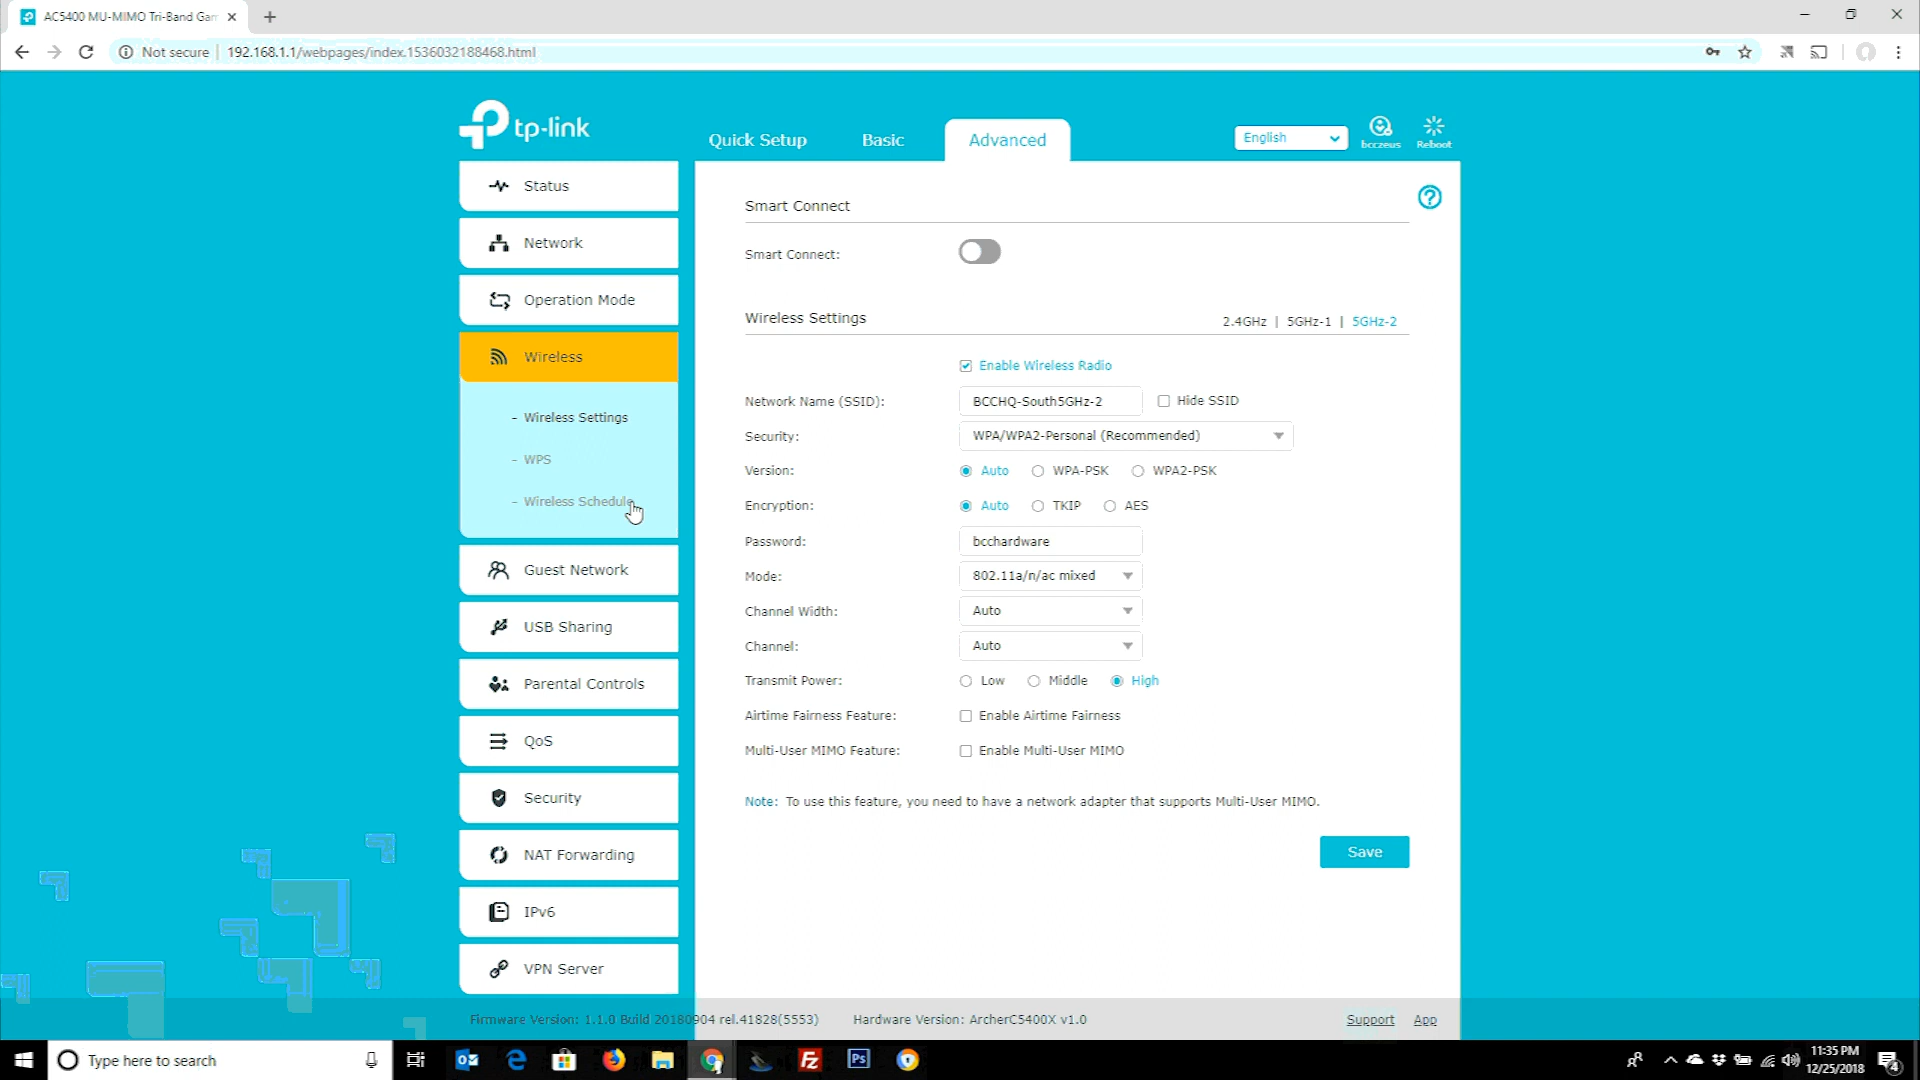 AC5400 MU-MIMO Tri-Band Gam
Not secure | 192.168.1.1/webpages/index.1536032188468.html
tp-link
Quick Setup
Basic
Advanced
English
bcczeus
Reboot
Status
Network
Operation Mode
Wireless
- Wireless Settings
- WPS
- Wireless Schedule
Guest Network
USB Sharing
Parental Controls
QoS
Security
NAT Forwarding
IPv6
VPN Server
Smart Connect
Smart Connect:
Wireless Settings
2.4GHz | 5GHz-1 | 5GHz-2
Enable Wireless Radio
Network Name (SSID): BCCHQ-South5GHz-2 Hide SSID
Security: WPA/WPA2-Personal (Recommended)
Version: Auto WPA-PSK WPA2-PSK
Encryption: Auto TKIP AES
Password: bcchardware
Mode: 802.11a/n/ac mixed
Channel Width: Auto
Channel: Auto
Transmit Power: Low Middle High
Airtime Fairness Feature: Enable Airtime Fairness
Multi-User MIMO Feature: Enable Multi-User MIMO
Note: To use this feature, you need to have a network adapter that supports Multi-User MIMO.
Save
Firmware Version: 1.1.0 Build 20180904 rel.41828(5553) Hardware Version: ArcherC5400X v1.0 Support App
Type here to search
Ps
11:35 PM
12/25/2018
4